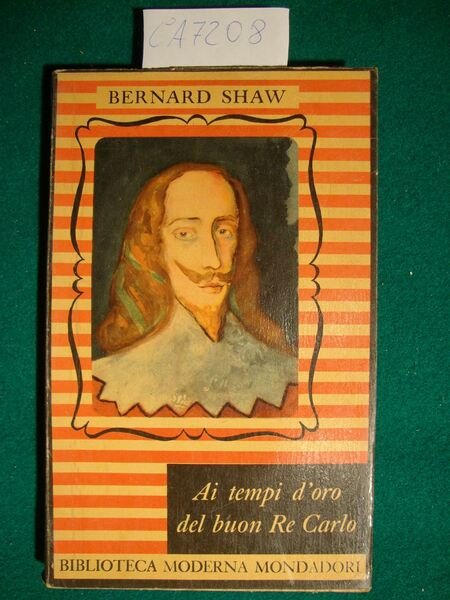 CA7208
BERNARD SHAW
Ai tempi d'oro
del buon Re Carlo
BIBLIOTECA MODERNA MONDADORI